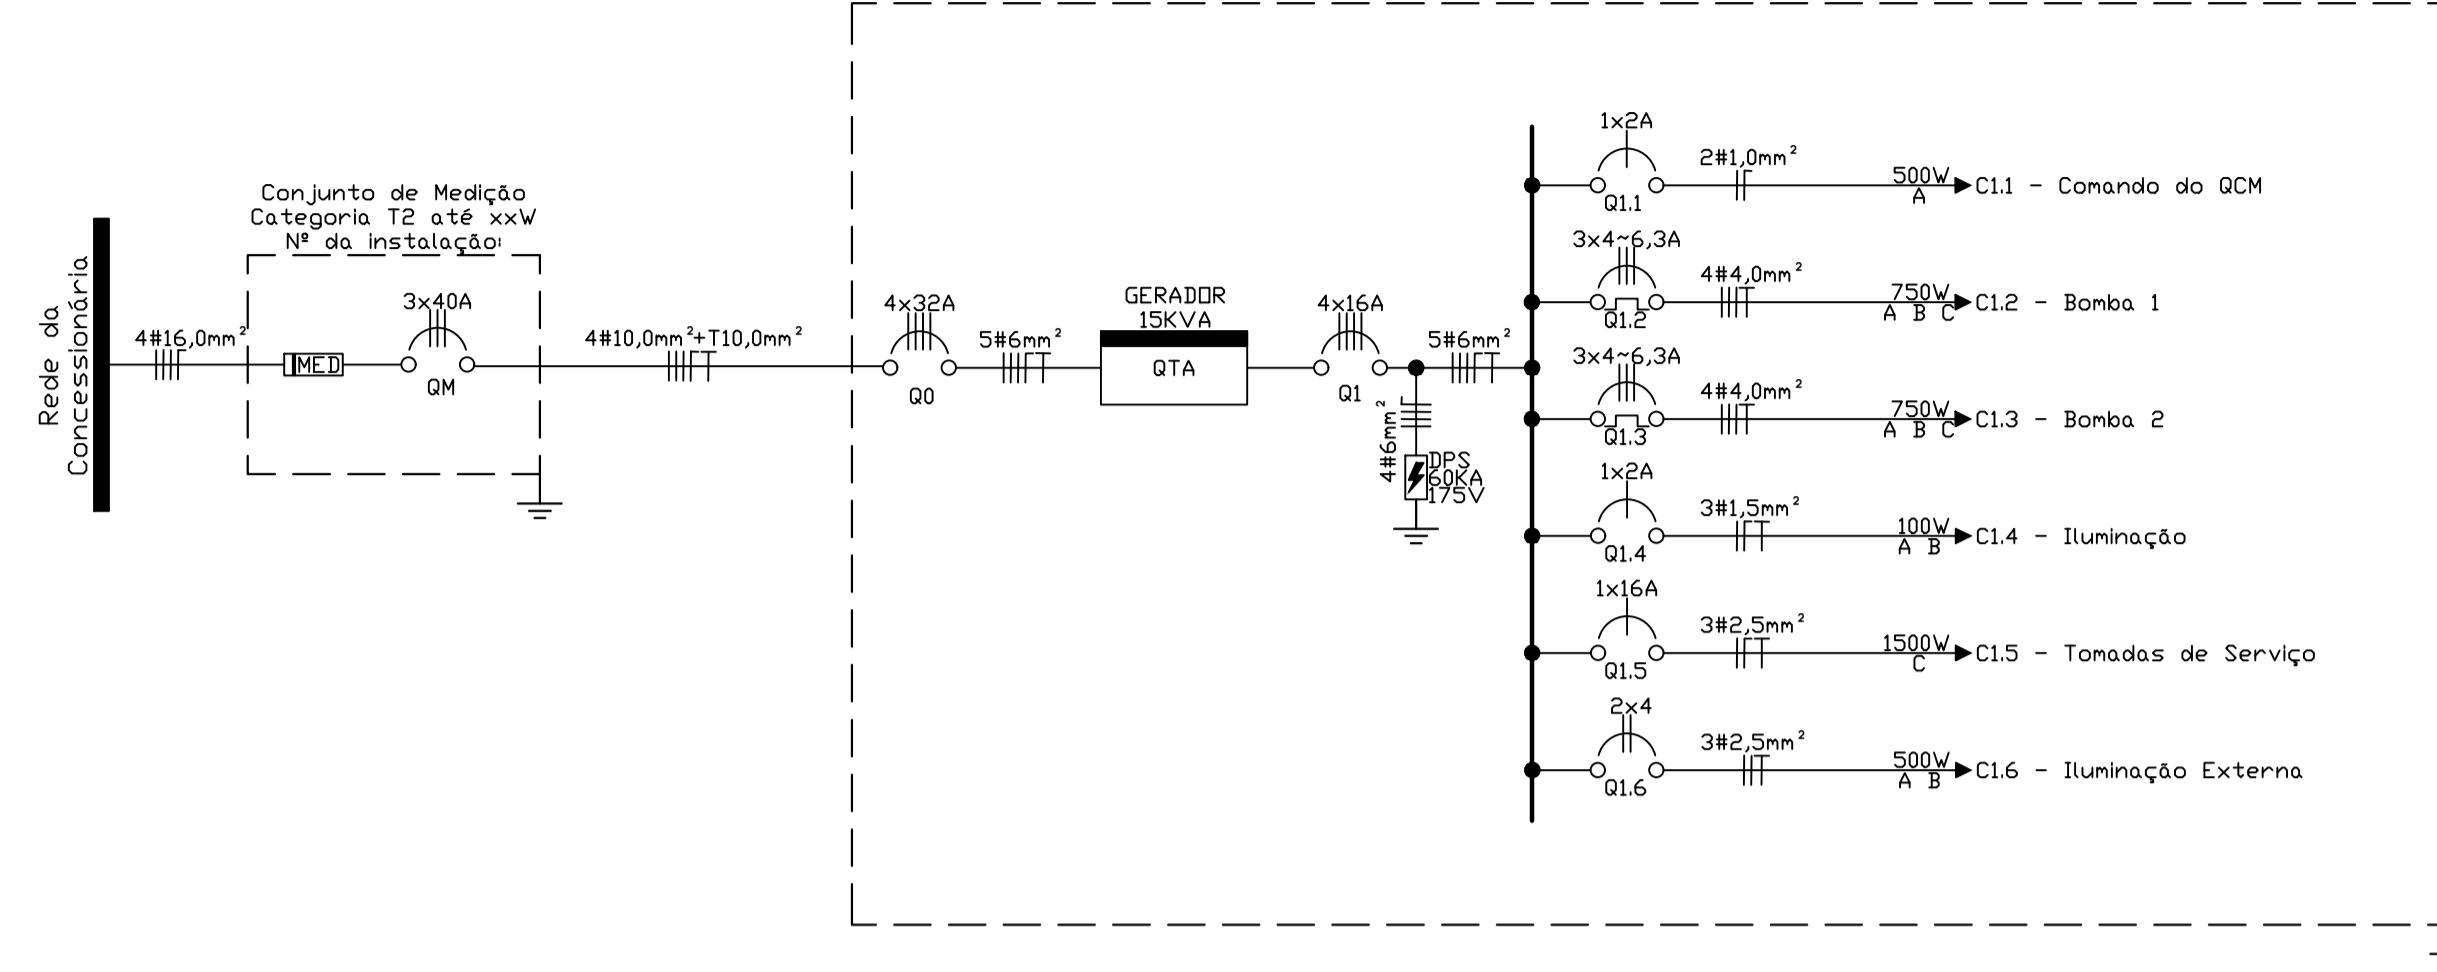 Rede da
Concessionária
4#16,0mm²
Conjunto de Medição
Categoria T2 até xxW
Nº da instalação:
3x40A
MED
QM
4#10,0mm²+T10,0mm²
4x32A
Q0
5#6mm²
GERADOR
15KVA
QTA
4x16A
Q1
5#6mm²
4#6mm²
DPS
60KA
175V
1x2A
Q1.1
2#1,0mm²
500W
A
C1.1 - Comando do QCM
3x4~6,3A
Q1.2
4#4,0mm²
750W
A B C
C1.2 - Bomba 1
3x4~6,3A
Q1.3
4#4,0mm²
750W
A B C
C1.3 - Bomba 2
1x2A
Q1.4
3#1,5mm²
100W
A B
C1.4 - Iluminação
1x16A
Q1.5
3#2,5mm²
1500W
C
C1.5 - Tomadas de Serviço
2x4
Q1.6
3#2,5mm²
500W
A B
C1.6 - Iluminação Externa